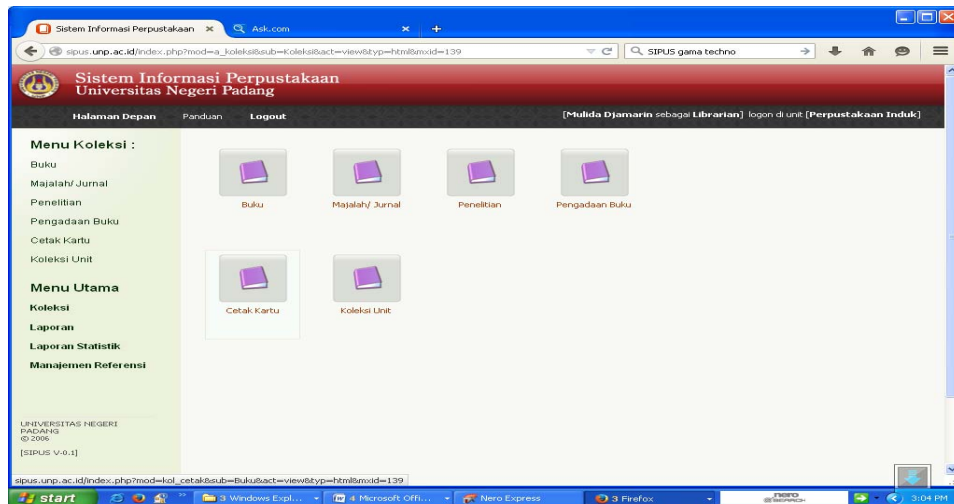 Sistem Informasi Perpustakaan
Ask.com
sipus.unp.ac.id/index.php?mod=a_koleksi&sub=Koleksi&act=view&typ=html&mxid=139
SIPUS gama techno
Sistem Informasi Perpustakaan
Universitas Negeri Padang
Halaman Depan Panduan Logout [Mulida Djamarin sebagai Librarian] logon di unit [Perpustakaan Induk]
Menu Koleksi :
Buku
Majalah/ Jurnal
Penelitian
Pengadaan Buku
Cetak Kartu
Koleksi Unit
Menu Utama
Koleksi
Laporan
Laporan Statistik
Manajemen Referensi
Buku Majalah/ Jurnal Penelitian Pengadaan Buku
Cetak Kartu Koleksi Unit
UNIVERSITAS NEGERI
PADANG
© 2006
[SIPUS V-0.1]
sipus.unp.ac.id/index.php?mod=kol_cetak&sub=Buku&act=view&typ=html&mxid=139
start 3 Windows Expl... 4 Microsoft Offi... Nero Express 3 Firefox nero 3:04 PM